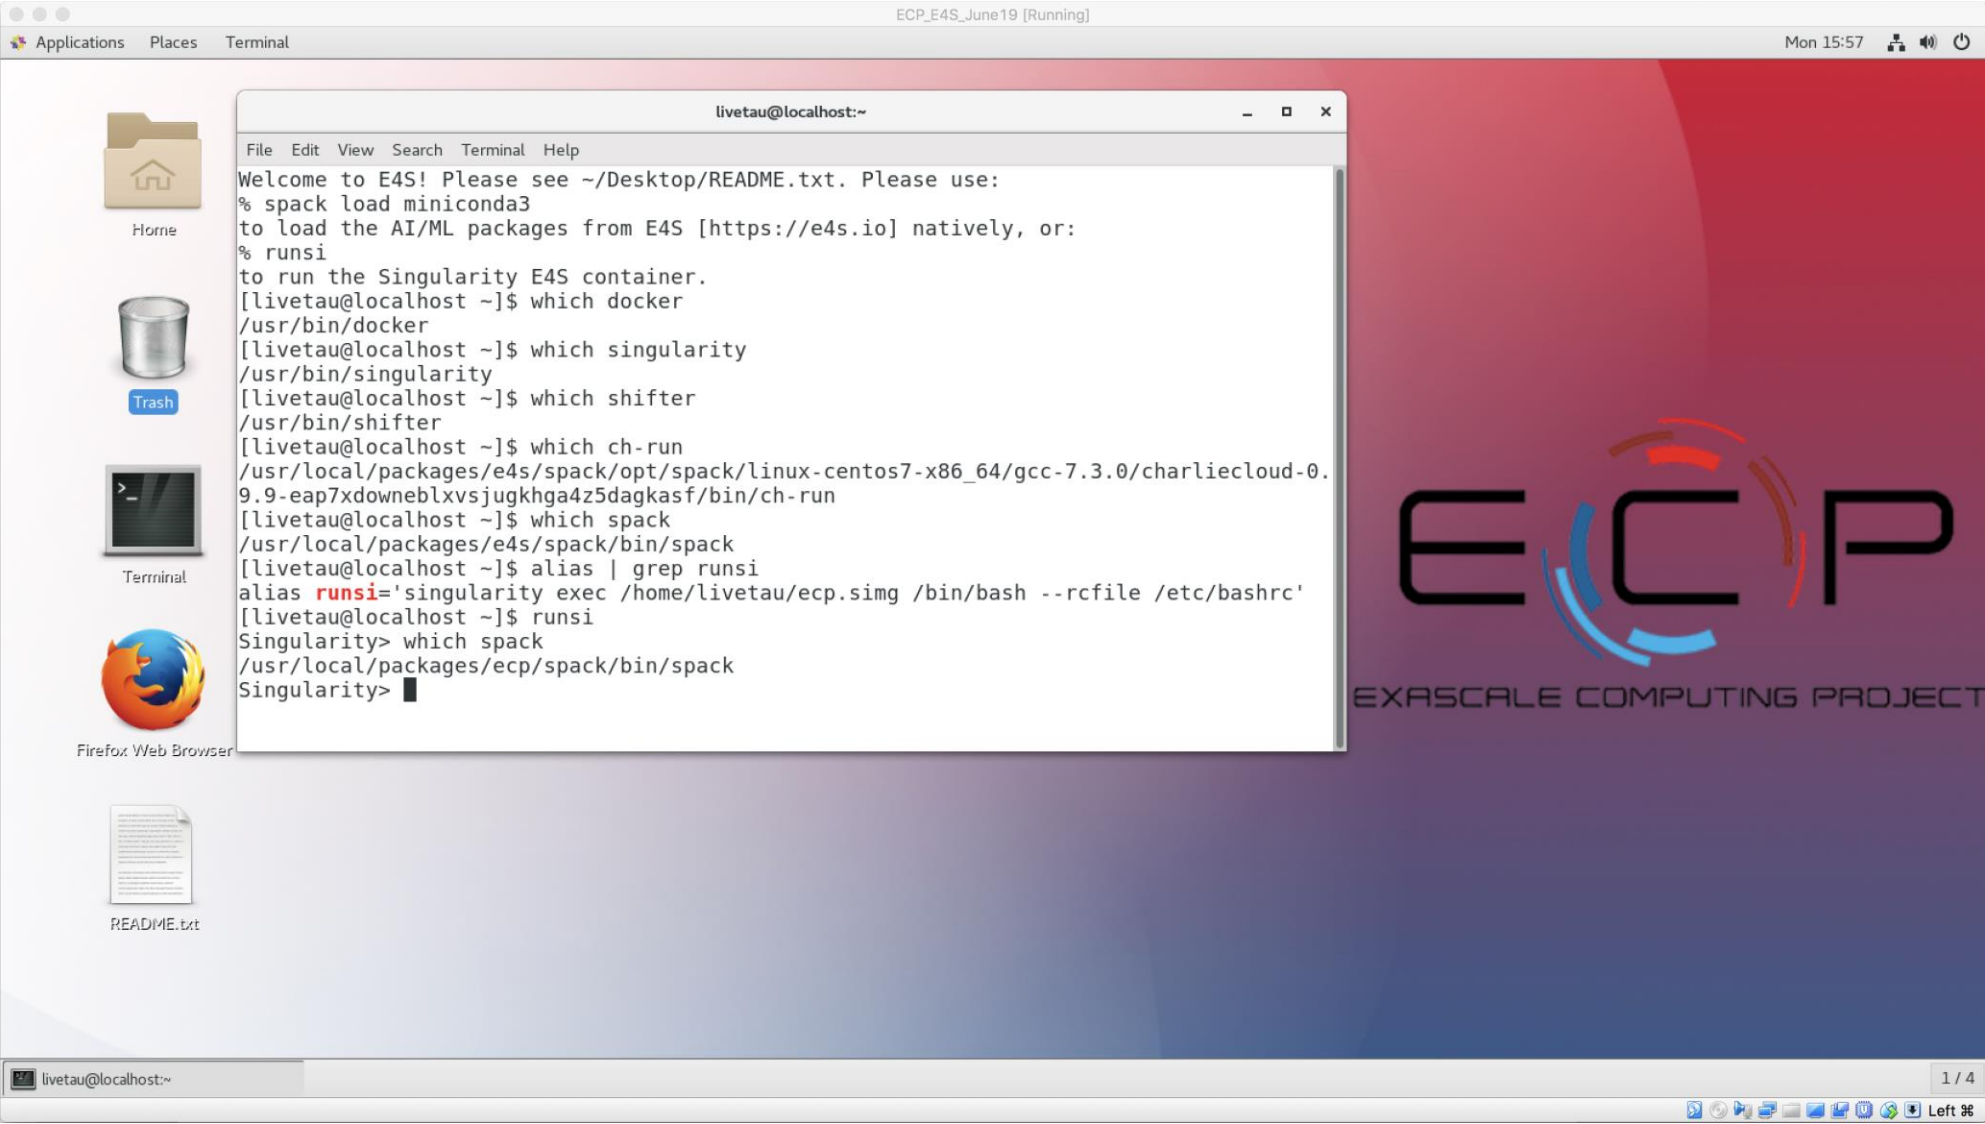 ECP_E4S_June19 [Running]
Applications Places Terminal
Mon 15:57
livetau@localhost:~
File Edit View Search Terminal Help
Welcome to E4S! Please see ~/Desktop/README.txt. Please use:
% spack load miniconda3
to load the AI/ML packages from E4S [https://e4s.io] natively, or:
% runsi
to run the Singularity E4S container.
[livetau@localhost ~]$ which docker
/usr/bin/docker
[livetau@localhost ~]$ which singularity
/usr/bin/singularity
[livetau@localhost ~]$ which shifter
/usr/bin/shifter
[livetau@localhost ~]$ which ch-run
/usr/local/packages/e4s/spack/opt/spack/linux-centos7-x86_64/gcc-7.3.0/charliecloud-0.
9.9-eap7xdowneblxvsjugkhga4z5dagkasf/bin/ch-run
[livetau@localhost ~]$ which spack
/usr/local/packages/e4s/spack/bin/spack
[livetau@localhost ~]$ alias | grep runsi
alias runsi='singularity exec /home/livetau/ecp.simg /bin/bash --rcfile /etc/bashrc'
[livetau@localhost ~]$ runsi
Singularity> which spack
/usr/local/packages/ecp/spack/bin/spack
Singularity>
Home
Trash
Terminal
Firefox Web Browser
README.txt
ECP
EXASCALE COMPUTING PROJECT
livetau@localhost:~
1 / 4
Left ⌘